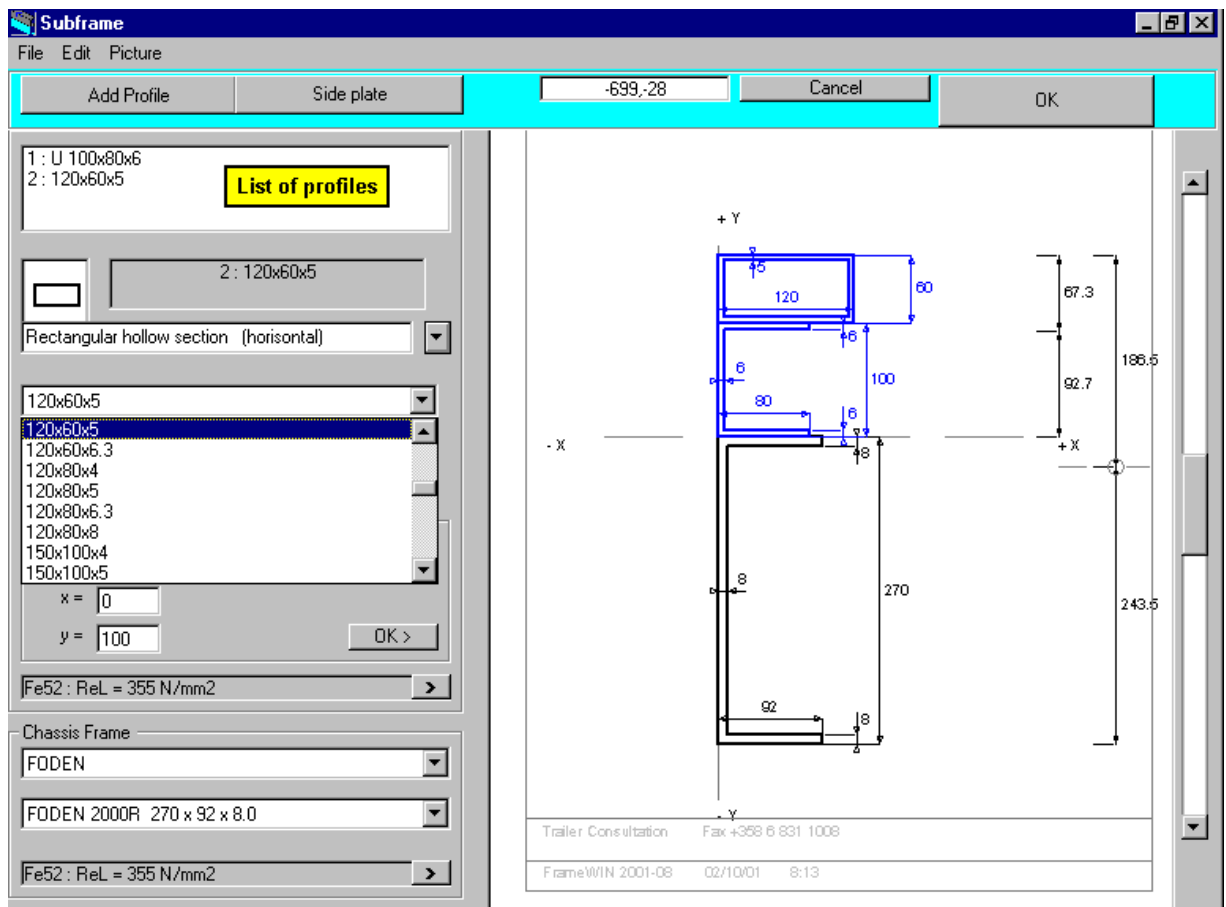 Subframe
File Edit Picture
Add Profile Side plate -699,-28 Cancel OK
1 : U 100x80x6
2 : 120x60x5
List of profiles
2 : 120x60x5
Rectangular hollow section (horisontal)
120x60x5
120x60x5
120x60x6.3
120x80x4
120x80x5
120x80x6.3
120x80x8
150x100x4
150x100x5
x = 0
y = 100 OK >
Fe52 : ReL = 355 N/mm2 >
Chassis Frame
FODEN
FODEN 2000R 270 x 92 x 8.0
Fe52 : ReL = 355 N/mm2 >
+ Y
5
120
60
67.3
6
186.5
6
100
92.7
80
6
- X
8
+ X
8
270
243.5
92
8
- Y
Trailer Consultation Fax +358 6 831 1008
FrameWIN 2001-08 02/10/01 8:13